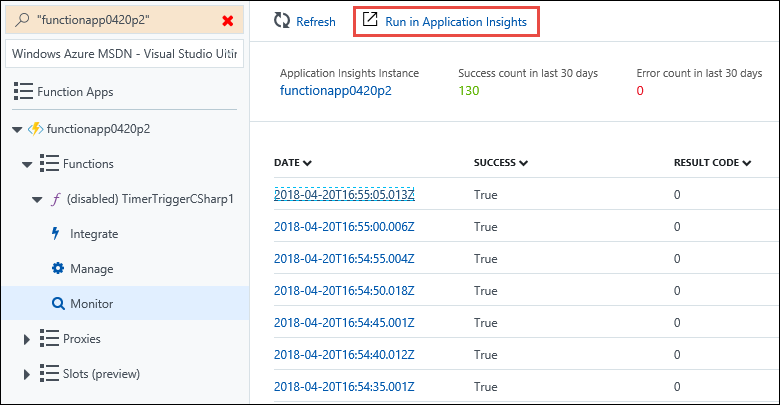 "functionapp0420p2"
Windows Azure MSDN - Visual Studio Ultim
Function Apps
functionapp0420p2
Functions
(disabled) TimerTriggerCSharp1
Integrate
Manage
Monitor
Proxies
Slots (preview)
Refresh
Run in Application Insights
Application Insights Instance
functionapp0420p2
Success count in last 30 days
130
Error count in last 30 days
0
DATE SUCCESS RESULT CODE
2018-04-20T16:55:05.013Z True 0
2018-04-20T16:55:00.006Z True 0
2018-04-20T16:54:55.004Z True 0
2018-04-20T16:54:50.018Z True 0
2018-04-20T16:54:45.001Z True 0
2018-04-20T16:54:40.012Z True 0
2018-04-20T16:54:35.001Z True 0